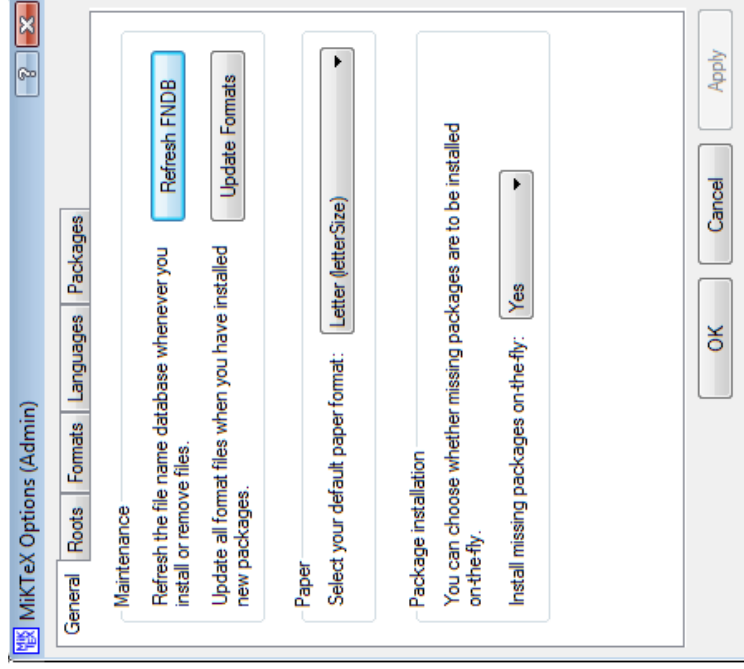 MiKTeX Options (Admin)
General Roots Formats Languages Packages
Maintenance
Refresh the file name database whenever you
install or remove files.
Refresh FNDB
Update all format files when you have installed
new packages.
Update Formats
Paper
Select your default paper format: Letter (letterSize)
Package installation
You can choose whether missing packages are to be installed
on-the-fly.
Install missing packages on-the-fly: Yes
OK Cancel Apply